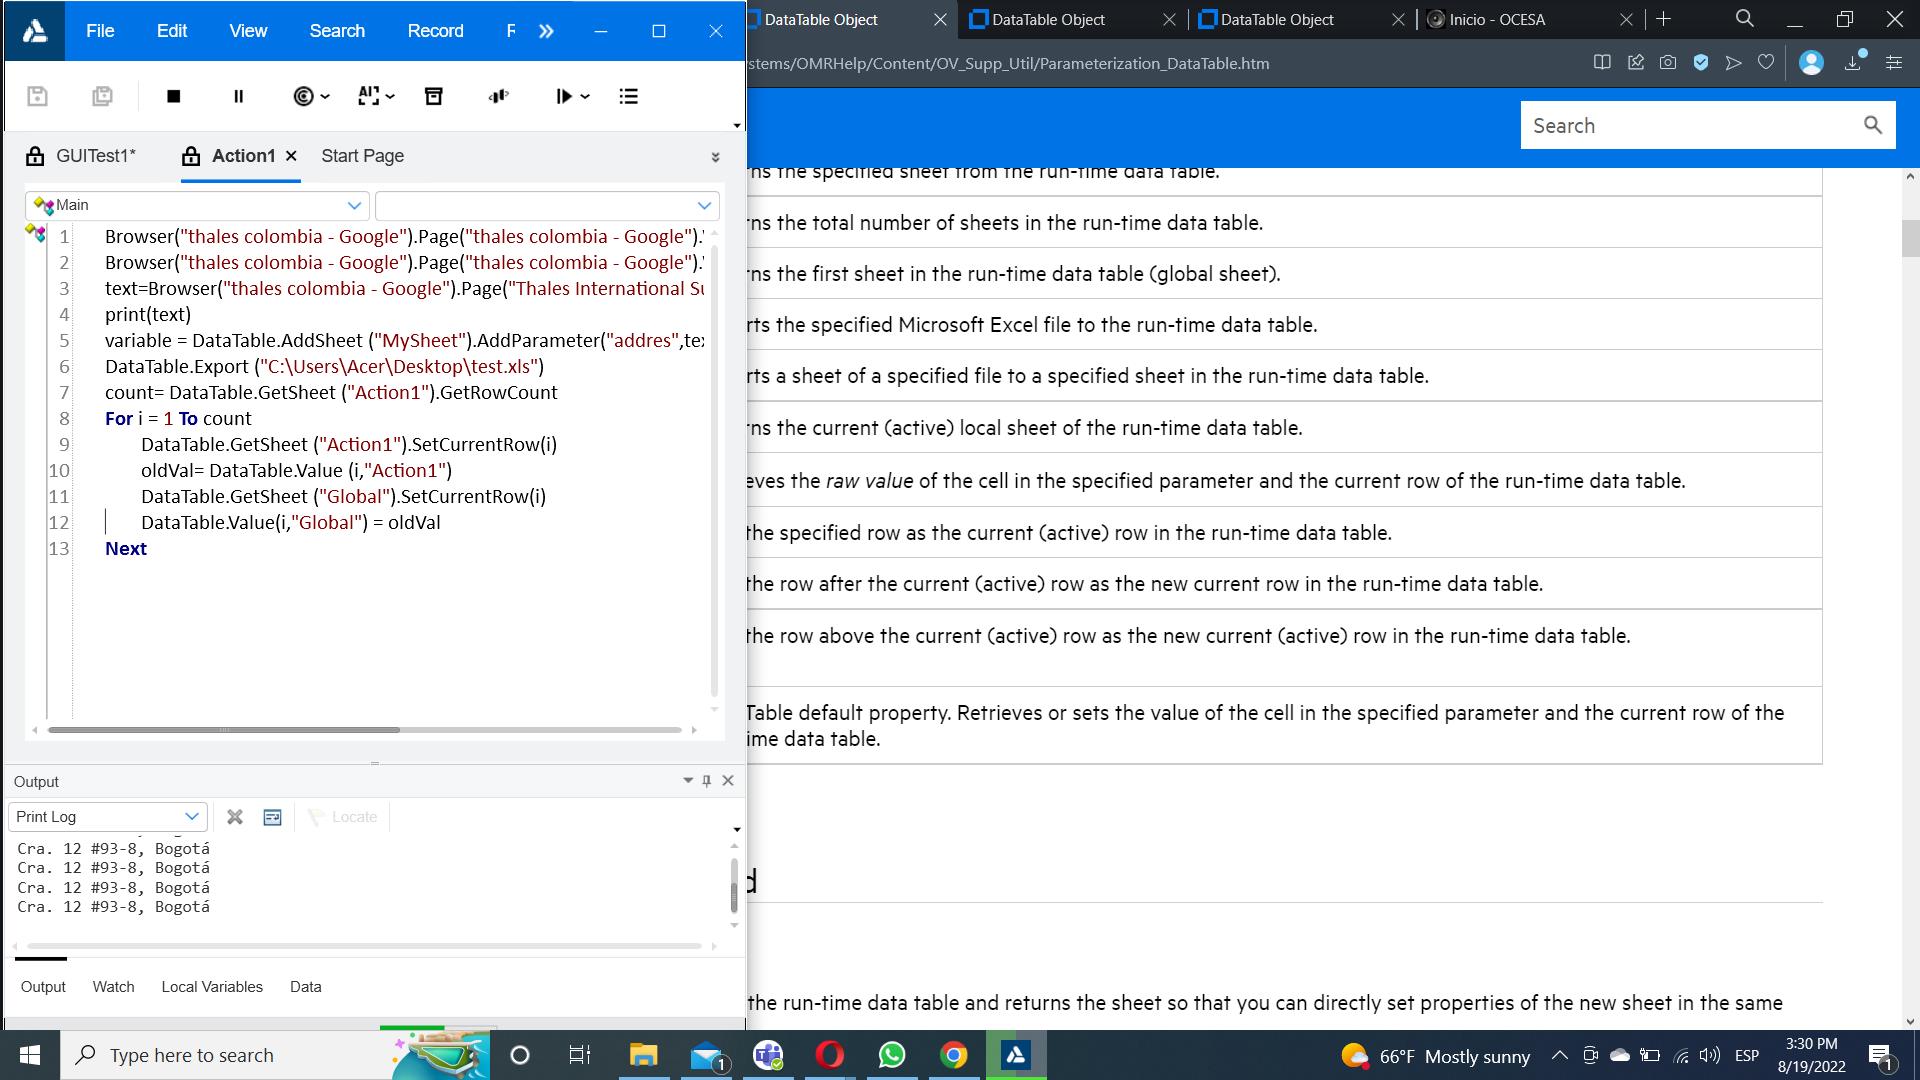 File Edit View Search Record
GUITest1* Action1 Start Page
Main
1 Browser("thales colombia - Google").Page("thales colombia - Google").
2 Browser("thales colombia - Google").Page("thales colombia - Google").
3 text=Browser("thales colombia - Google").Page("Thales International
4 print(text)
5 variable = DataTable.AddSheet ("MySheet").AddParameter("addres",
6 DataTable.Export ("C:\Users\Acer\Desktop\test.xls")
7 count= DataTable.GetSheet ("Action1").GetRowCount
8 For i = 1 To count
9 DataTable.GetSheet ("Action1").SetCurrentRow(i)
10 oldVal= DataTable.Value (i,"Action1")
11 DataTable.GetSheet ("Global").SetCurrentRow(i)
12 DataTable.Value(i,"Global") = oldVal
13 Next
Output
Print Log Locate
Cra. 12 #93-8, Bogotá
Cra. 12 #93-8, Bogotá
Cra. 12 #93-8, Bogotá
Cra. 12 #93-8, Bogotá
Output Watch Local Variables Data
DataTable Object DataTable Object DataTable Object Inicio - OCESA
stems/OMRHelp/Content/OV_Supp_Util/Parameterization_DataTable.htm
Search
the specified sheet from the run-time data table.
the total number of sheets in the run-time data table.
the first sheet in the run-time data table (global sheet).
the specified Microsoft Excel file to the run-time data table.
a sheet of a specified file to a specified sheet in the run-time data table.
the current (active) local sheet of the run-time data table.
the raw value of the cell in the specified parameter and the current row of the run-time data table.
the specified row as the current (active) row in the run-time data table.
the row after the current (active) row as the new current row in the run-time data table.
the row above the current (active) row as the new current (active) row in the run-time data table.
Table default property. Retrieves or sets the value of the cell in the specified parameter and the current row of the
data table.
the run-time data table and returns the sheet so that you can directly set properties of the new sheet in the same
Type here to search
1
66°F Mostly sunny
ESP
3:30 PM
8/19/2022
1